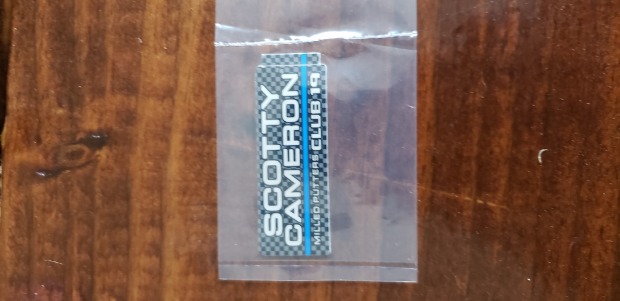 SCOTTY
CAMERON
MILLED PUTTERS CLUB 19